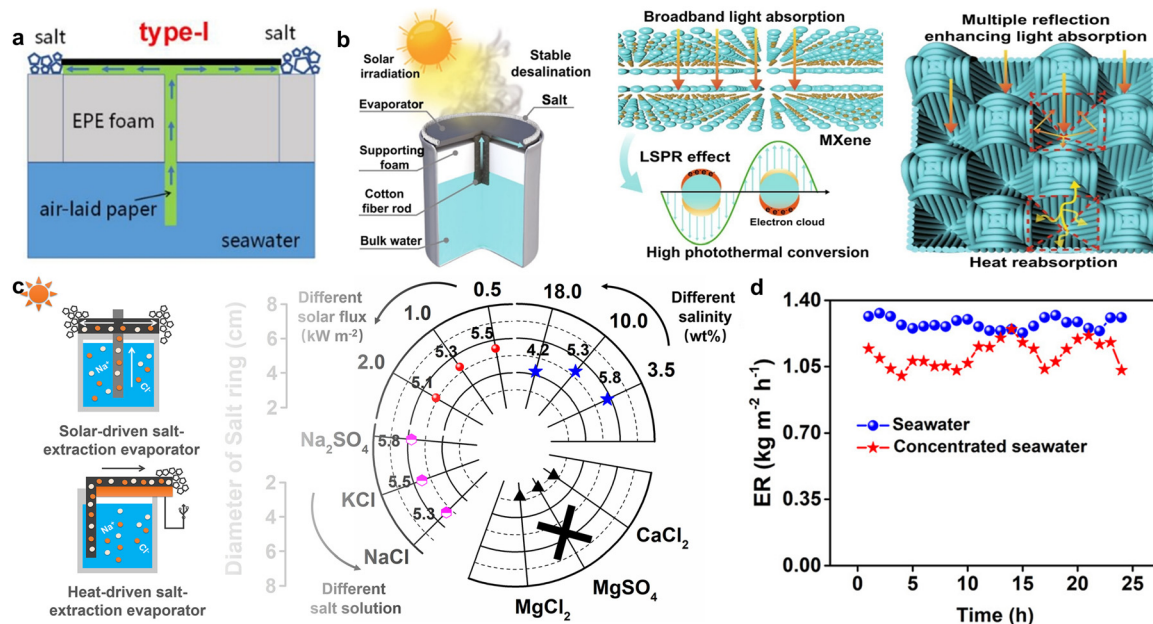 a
type-I
salt
salt
EPE foam
air-laid paper
seawater
b
Solar
irradiation
Stable
desalination
Evaporator
Salt
Supporting
foam
Cotton
fiber rod
Bulk water
Broadband light absorption
MXene
LSPR effect
Electron cloud
High photothermal conversion
Multiple reflection
enhancing light absorption
Heat reabsorption
c
Na⁺
Cl⁻
Solar-driven salt-
extraction evaporator
Na⁺
Cl⁻
Heat-driven salt-
extraction evaporator
Diameter of Salt ring (cm)
8
6
4
2
2
4
6
8
Different
solar flux
(kW m⁻²)
0.5
1.0
2.0
18.0
10.0
3.5
Different
salinity
(wt%)
5.5
5.3
5.1
4.2
5.3
5.8
Na₂SO₄
5.8
KCl
5.5
NaCl
5.3
Different
salt solution
CaCl₂
MgSO₄
MgCl₂
d
ER (kg m⁻² h⁻¹)
1.40
1.05
0.70
0.35
0.00
Seawater
Concentrated seawater
0
5
10
15
20
25
Time (h)